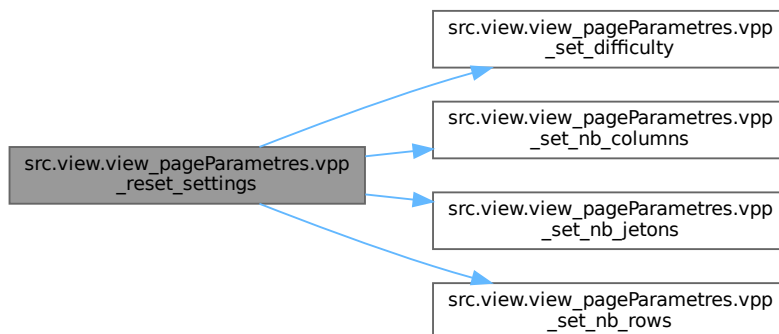 src.view.view_pageParametres.vpp
_reset_settings
src.view.view_pageParametres.vpp
_set_difficulty
src.view.view_pageParametres.vpp
_set_nb_columns
src.view.view_pageParametres.vpp
_set_nb_jetons
src.view.view_pageParametres.vpp
_set_nb_rows